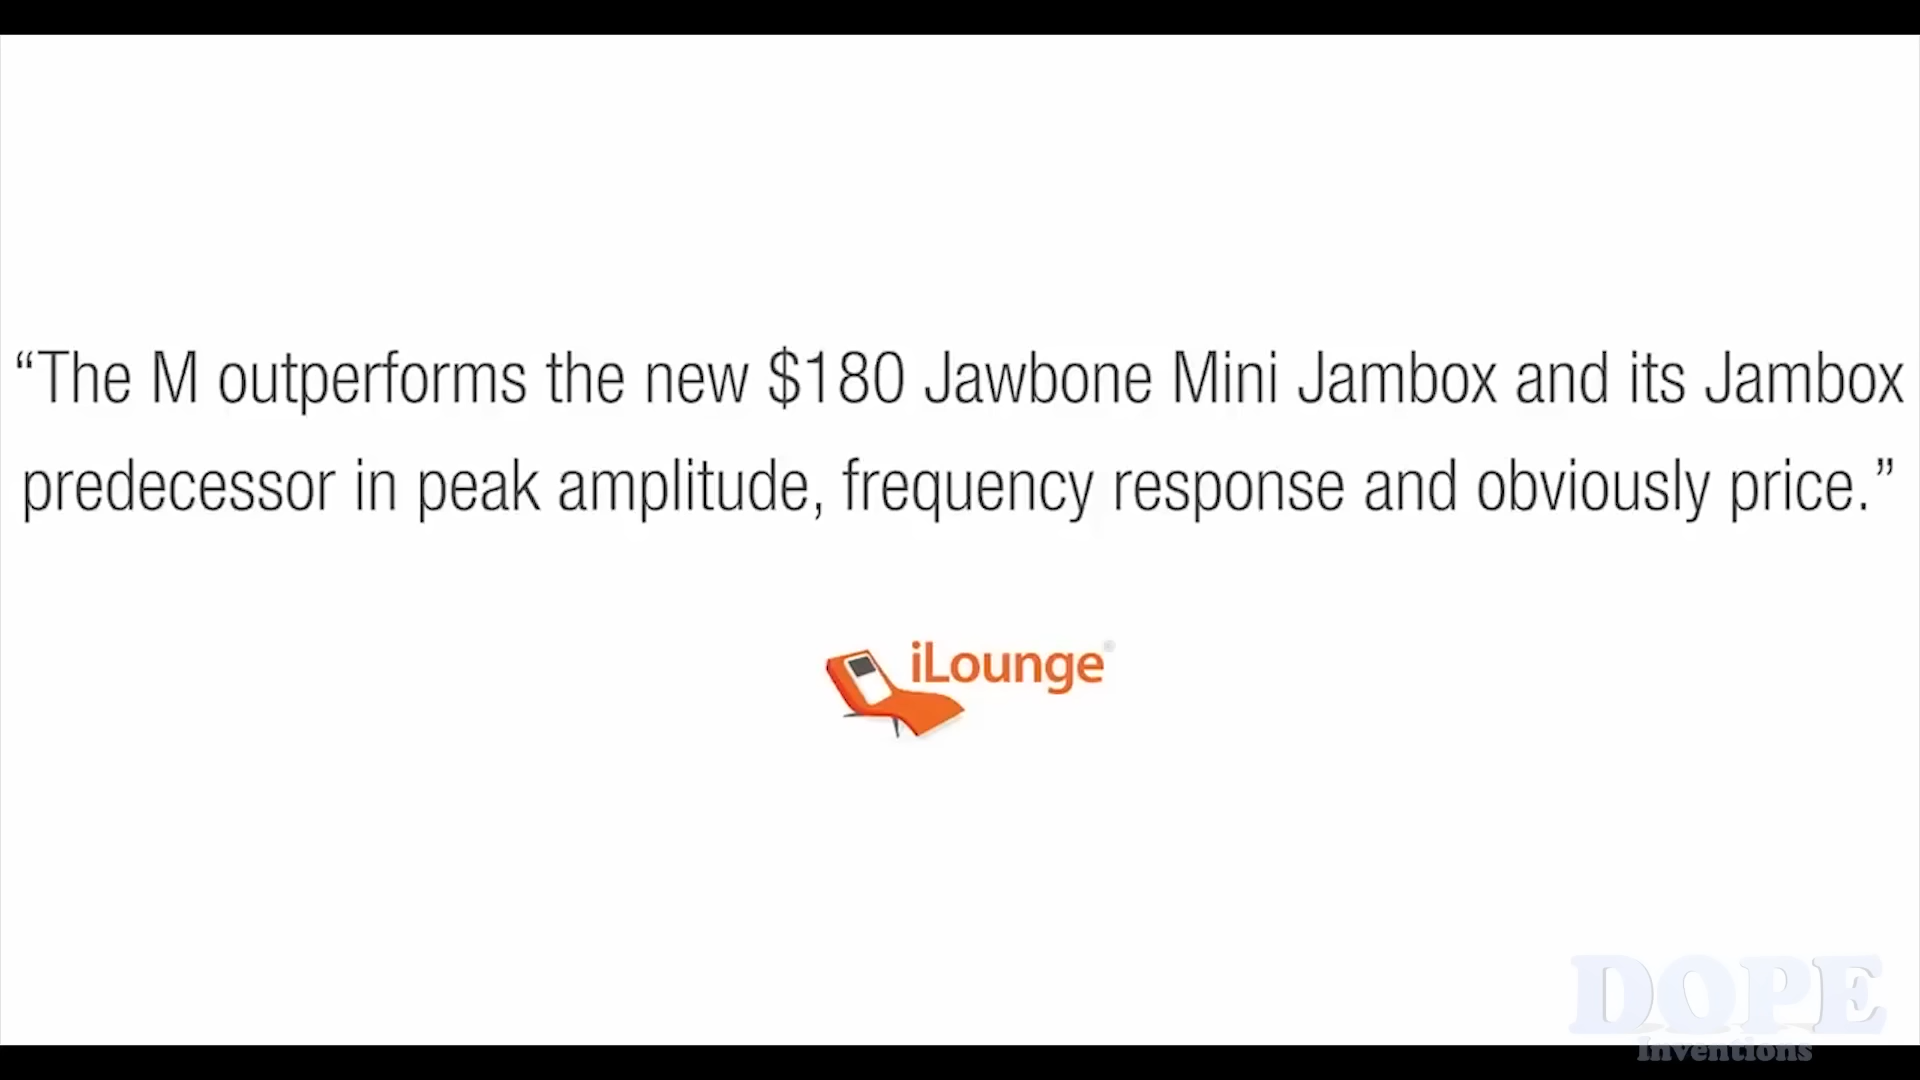 “The M outperforms the new $180 Jawbone Mini Jambox and its Jambox
predecessor in peak amplitude, frequency response and obviously price.”
iLounge®
DOPE
Inventions